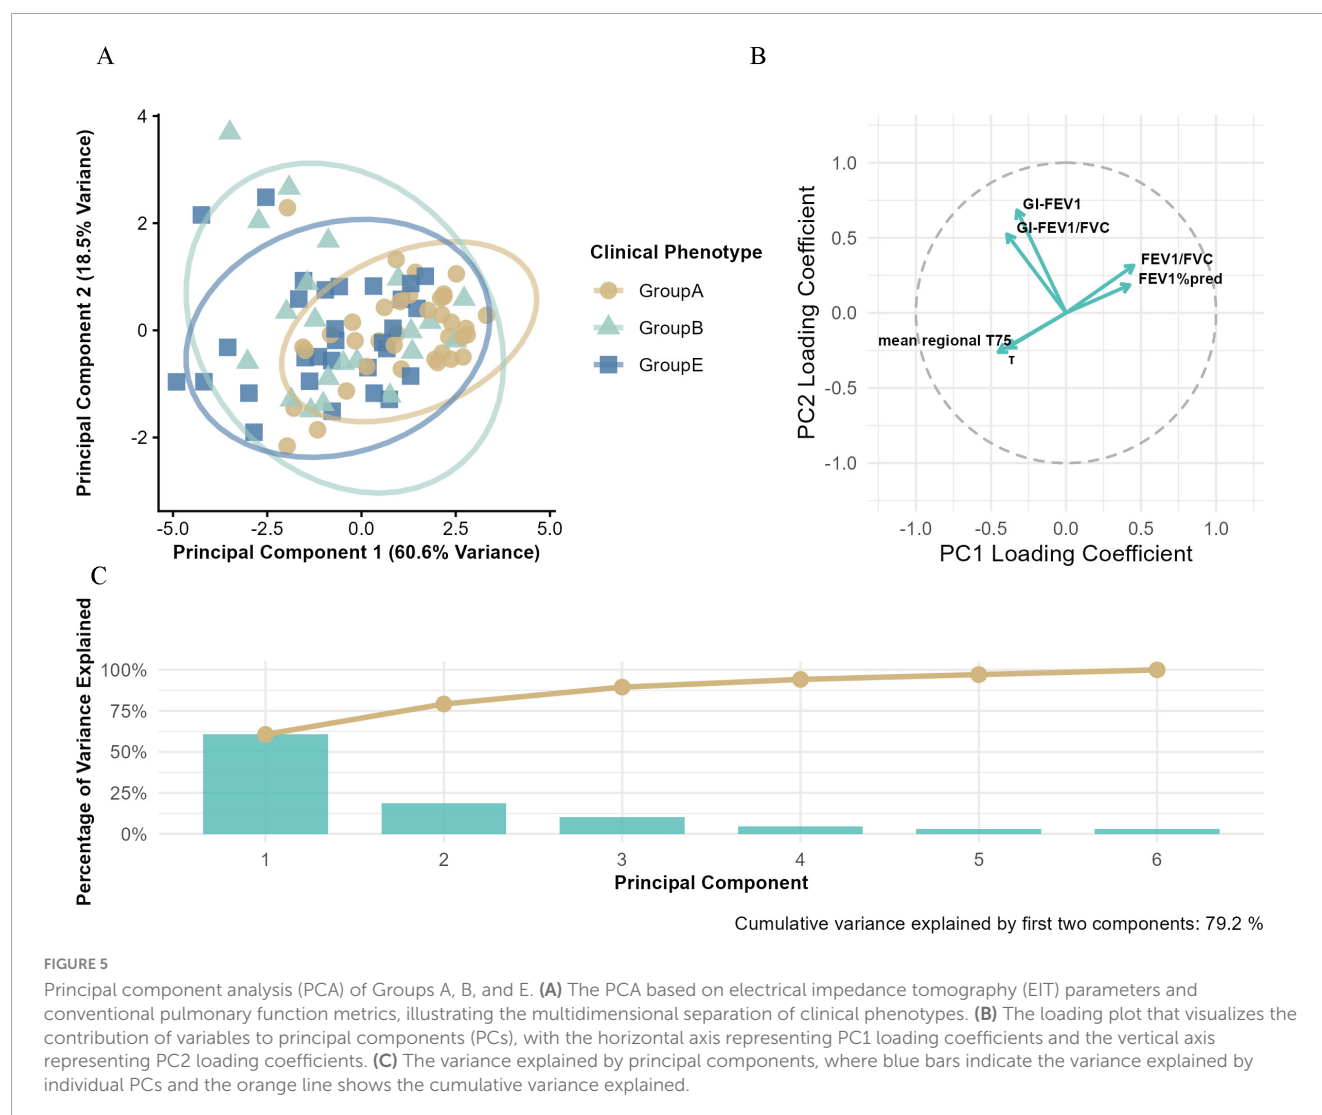 A
B
Principal Component 2 (18.5% Variance)
4
2
0
-2
-5.0 -2.5 0.0 2.5 5.0
Principal Component 1 (60.6% Variance)
Clinical Phenotype
GroupA
GroupB
GroupE
PC2 Loading Coefficient
1.0
0.5
0.0
-0.5
-1.0
GI-FEV1
GI-FEV1/FVC
FEV1/FVC
FEV1%pred
mean regional T75
T
-1.0 -0.5 0.0 0.5 1.0
PC1 Loading Coefficient
C
Percentage of Variance Explained
100%
75%
50%
25%
0%
1 2 3 4 5 6
Principal Component
Cumulative variance explained by first two components: 79.2 %
FIGURE 5
Principal component analysis (PCA) of Groups A, B, and E. (A) The PCA based on electrical impedance tomography (EIT) parameters and
conventional pulmonary function metrics, illustrating the multidimensional separation of clinical phenotypes. (B) The loading plot that visualizes the
contribution of variables to principal components (PCs), with the horizontal axis representing PC1 loading coefficients and the vertical axis
representing PC2 loading coefficients. (C) The variance explained by principal components, where blue bars indicate the variance explained by
individual PCs and the orange line shows the cumulative variance explained.